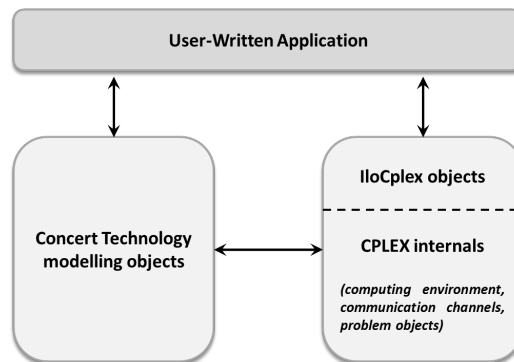 User-Written Application
Concert Technology
modelling objects
IloCplex objects
CPLEX internals
(computing environment,
communication channels,
problem objects)